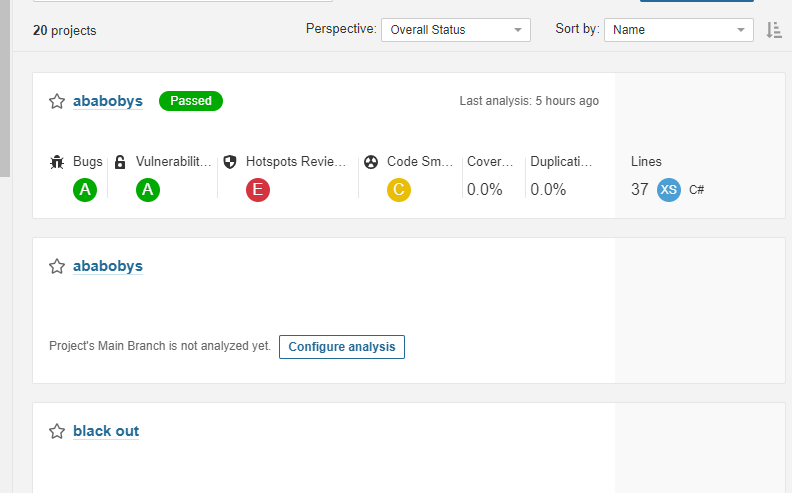 20 projects
Perspective: Overall Status
Sort by: Name
ababobys Passed
Last analysis: 5 hours ago
Bugs Vulnerabilit... Hotspots Revie... Code Sm... Cover... Duplicati... Lines
A A E C 0.0% 0.0% 37 XS C#
ababobys
Project's Main Branch is not analyzed yet. Configure analysis
black out